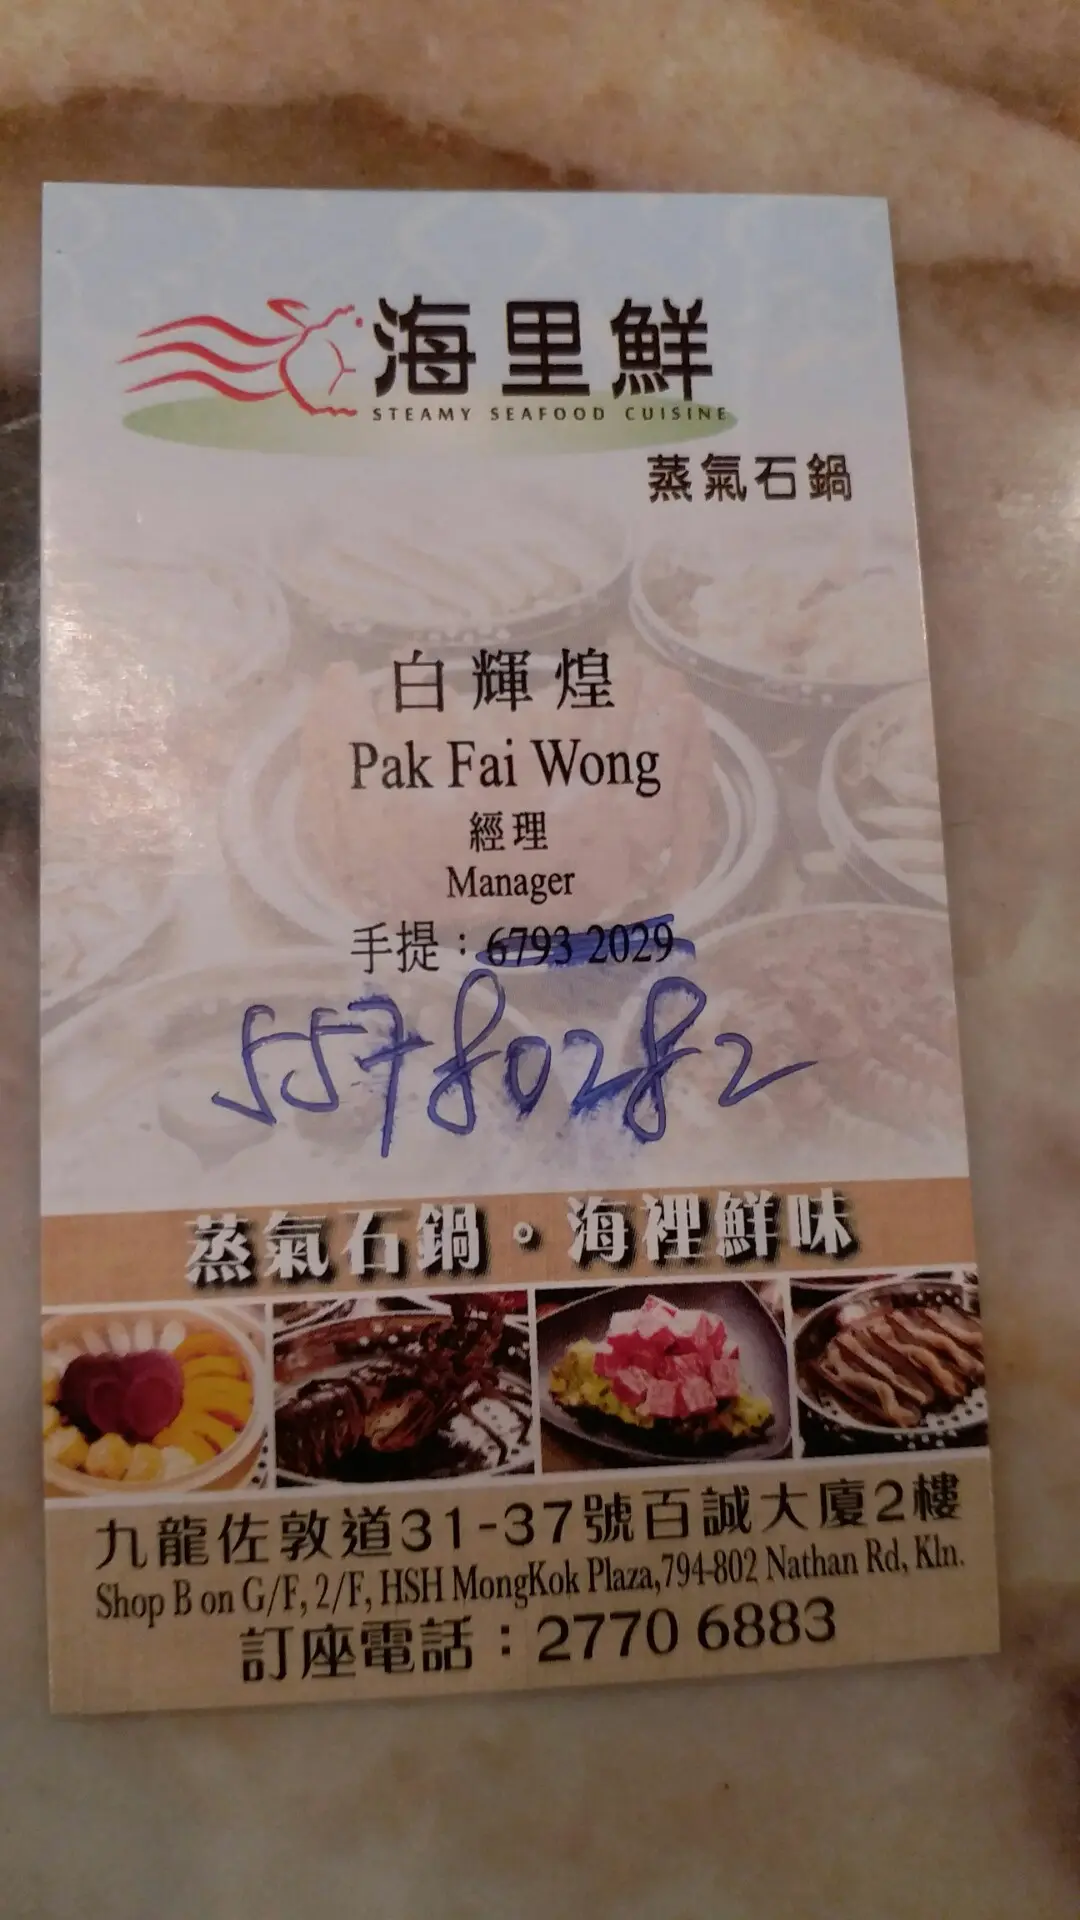 海里鮮
STEAMY SEAFOOD CUISINE
蒸氣石鍋
白輝煌
Pak Fai Wong
經理
Manager
手提：6793 2029
55780282
蒸氣石鍋。海裡鮮味
九龍佐敦道31-37號百誠大廈2樓
Shop B on G/F, 2/F, HSH MongKok Plaza,794-802 Nathan Rd, Kln.
訂座電話：2770 6883